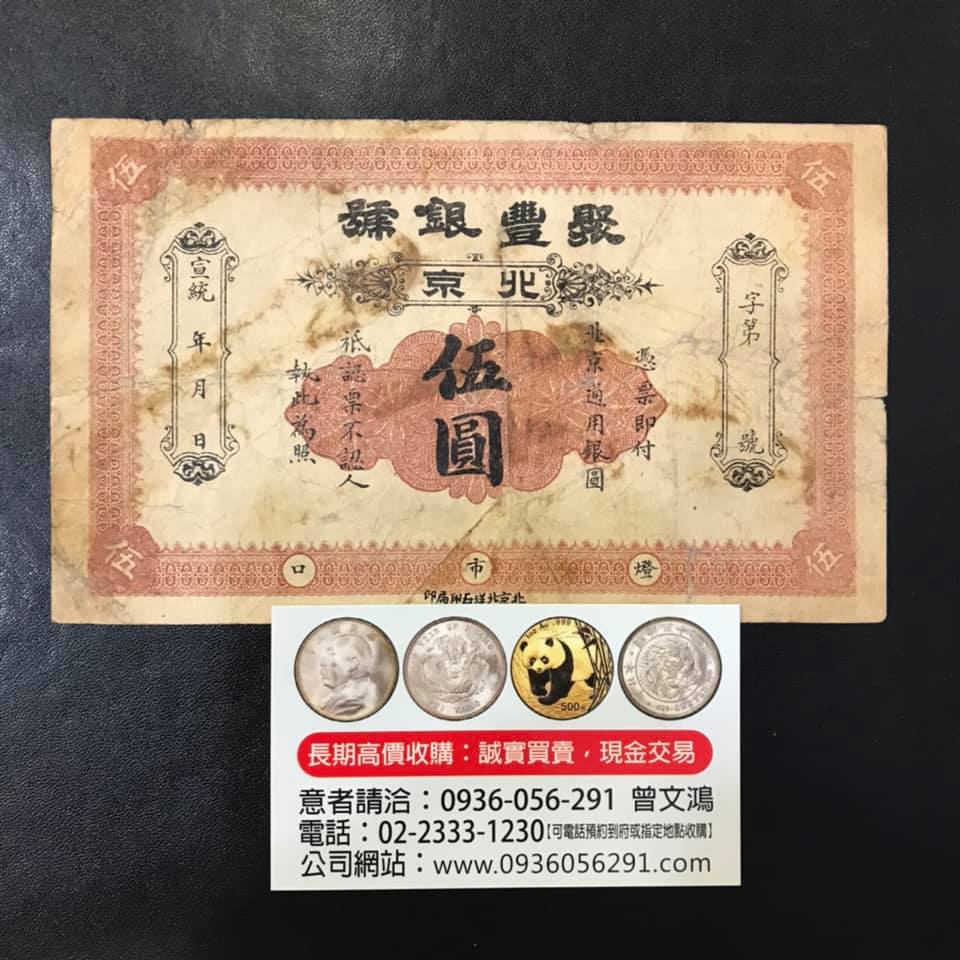 伍
伍
聚豐銀號
北京
字第 號
憑票即付
北京通用銀圓
伍圓
祇認票不認人
執此為照
宣統 年 月 日
伍
伍
燈市口
北京北洋石印局印
500
長期高價收購：誠實買賣，現金交易
意者請洽：0936-056-291 曾文鴻
電話：02-2333-1230【可電話預約到府或指定地點收購】
公司網站：www.0936056291.com